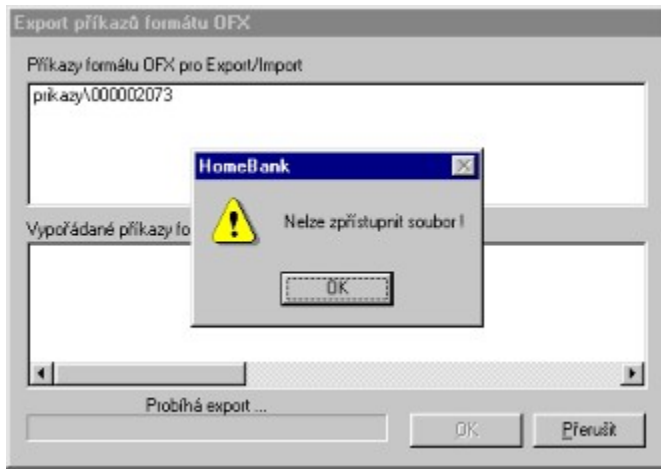 Export příkazů formátu OFX
Příkazy formátu OFX pro Export/Import
prikazy\000002073
HomeBank
Nelze zpřístupnit soubor !
OK
Vypořádané příkazy fo
Probíhá export ...
OK
Přerušit